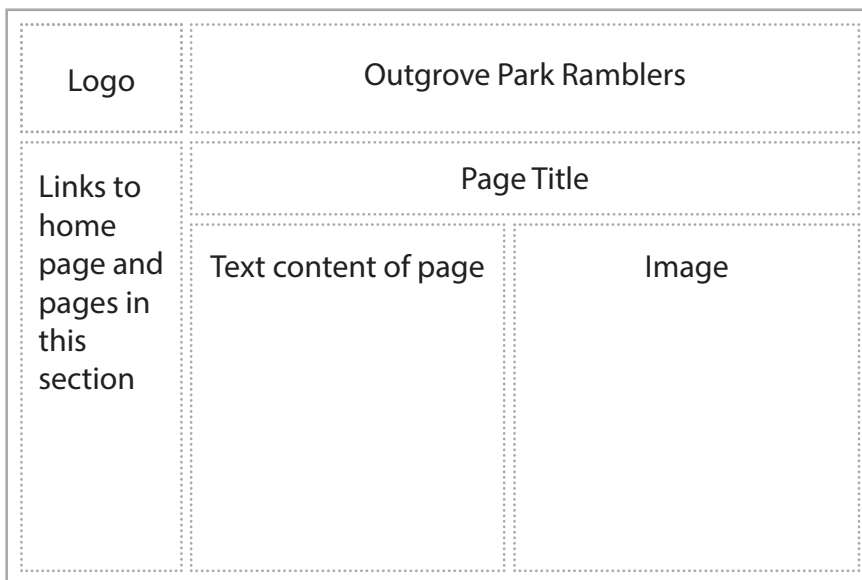 Logo
Outgrove Park Ramblers
Links to
home
page and
pages in
this
section
Page Title
Text content of page
Image